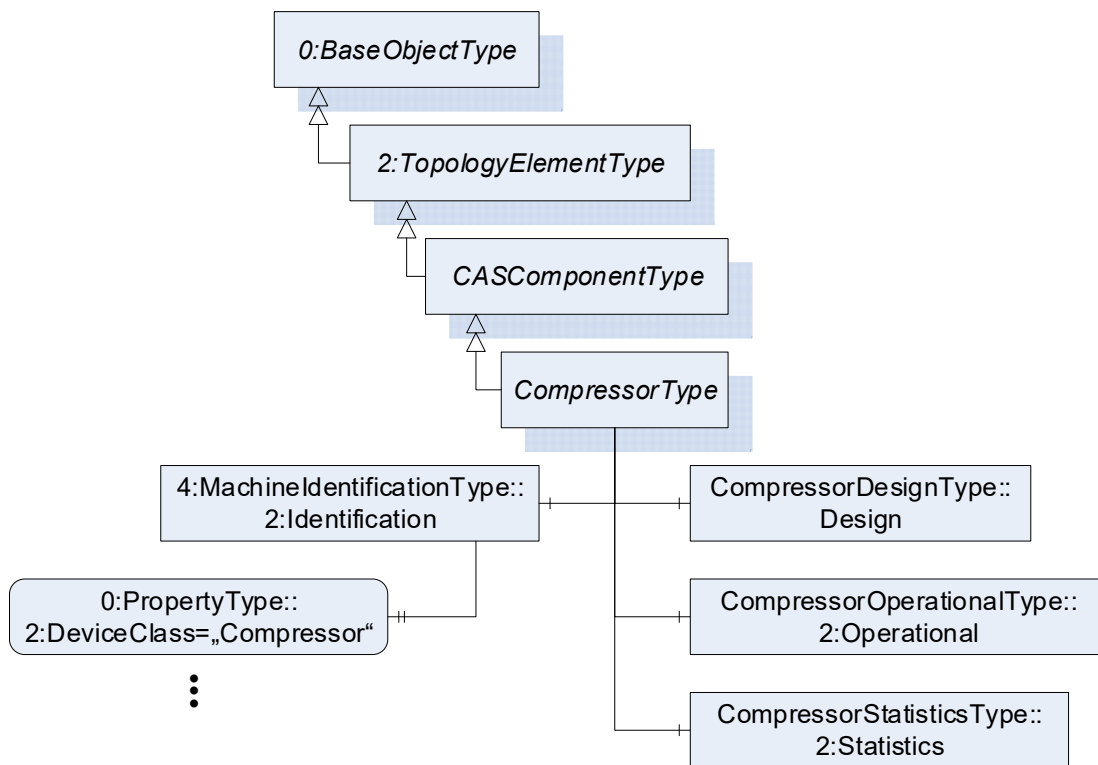 0:BaseObjectType
2:TopologyElementType
CASComponentType
CompressorType
4:MachineIdentificationType::
2:Identification
CompressorDesignType::
Design
0:PropertyType::
2:DeviceClass=„Compressor“
CompressorOperationalType::
2:Operational
CompressorStatisticsType::
2:Statistics